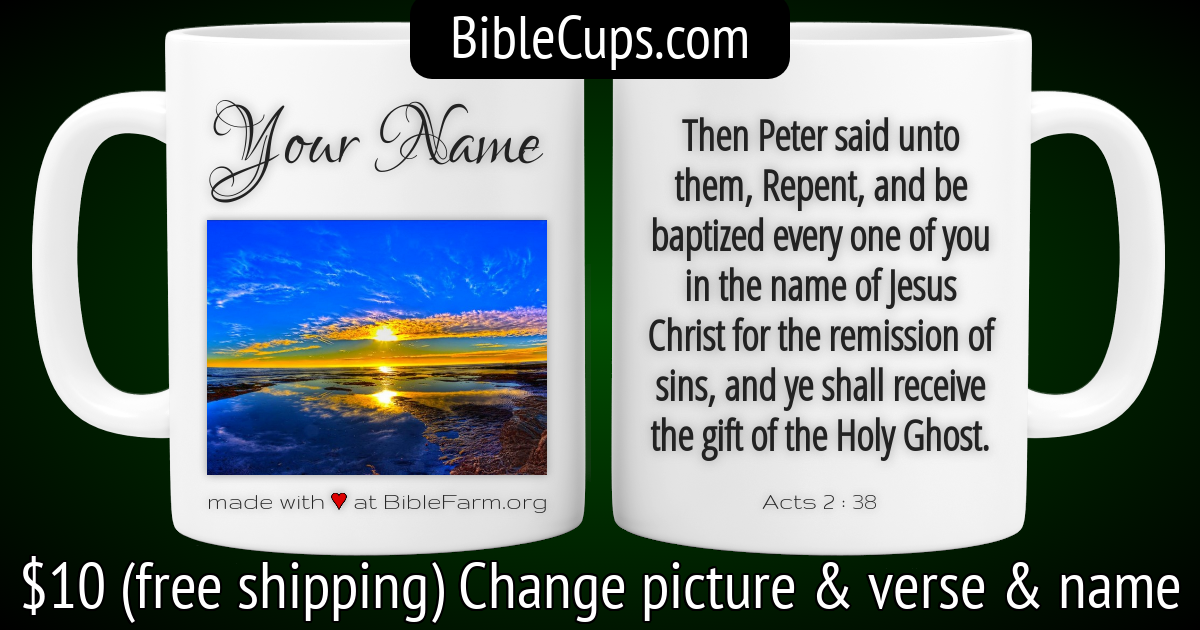 BibleCups.com
Your Name
made with ♥ at BibleFarm.org
Then Peter said unto
them, Repent, and be
baptized every one of you
in the name of Jesus
Christ for the remission of
sins, and ye shall receive
the gift of the Holy Ghost.
Acts 2 : 38
$10 (free shipping) Change picture & verse & name